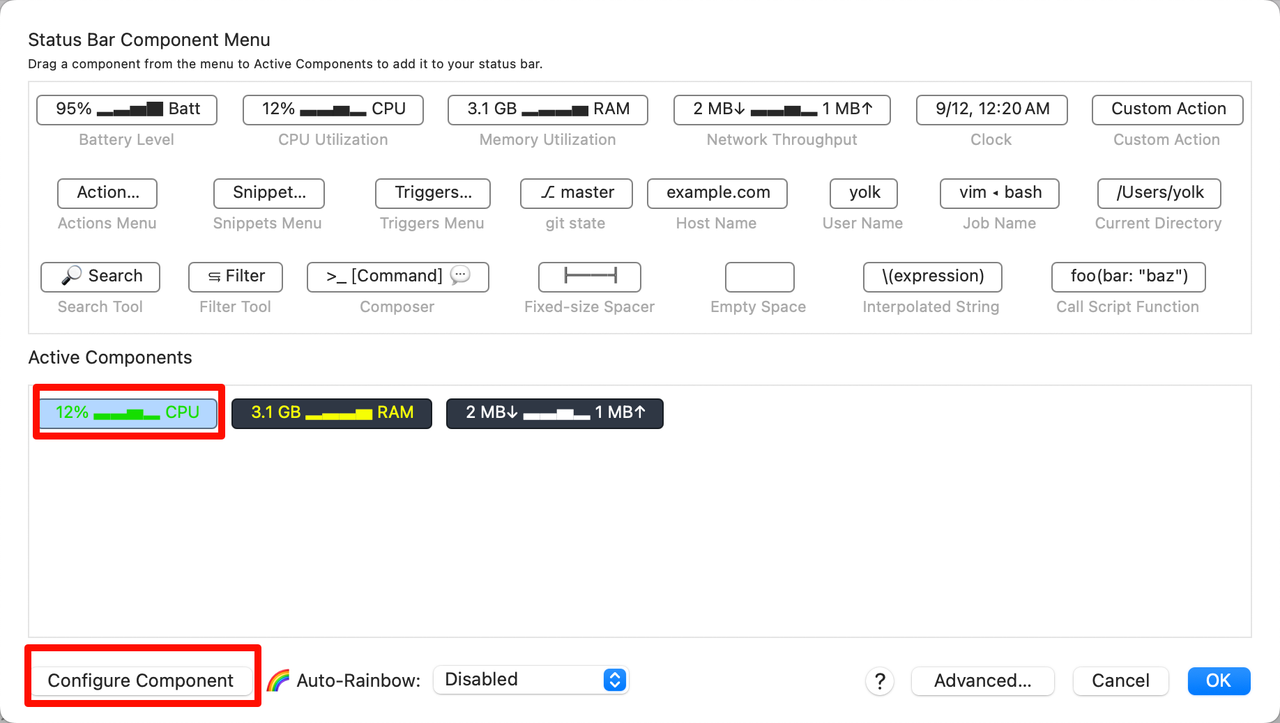 Status Bar Component Menu
Drag a component from the menu to Active Components to add it to your status bar.
95% ▁▂▅▇ Batt
12% ▂▂▅▁ CPU
3.1 GB ▁▂▂▅ RAM
2 MB↓ ▂▂▅▁ 1 MB↑
9/12, 12:20 AM
Custom Action
Battery Level
CPU Utilization
Memory Utilization
Network Throughput
Clock
Custom Action
Action...
Snippet...
Triggers...
⎇ master
example.com
yolk
vim ◂ bash
/Users/yolk
Actions Menu
Snippets Menu
Triggers Menu
git state
Host Name
User Name
Job Name
Current Directory
🔎 Search
Filter
>_ [Command] 💬
\(expression)
foo(bar: "baz")
Search Tool
Filter Tool
Composer
Fixed-size Spacer
Empty Space
Interpolated String
Call Script Function
Active Components
12% ▂▂▅▁ CPU
3.1 GB ▁▂▂▅ RAM
2 MB↓ ▂▂▅▁ 1 MB↑
Configure Component
🌈 Auto-Rainbow:
Disabled
?
Advanced...
Cancel
OK